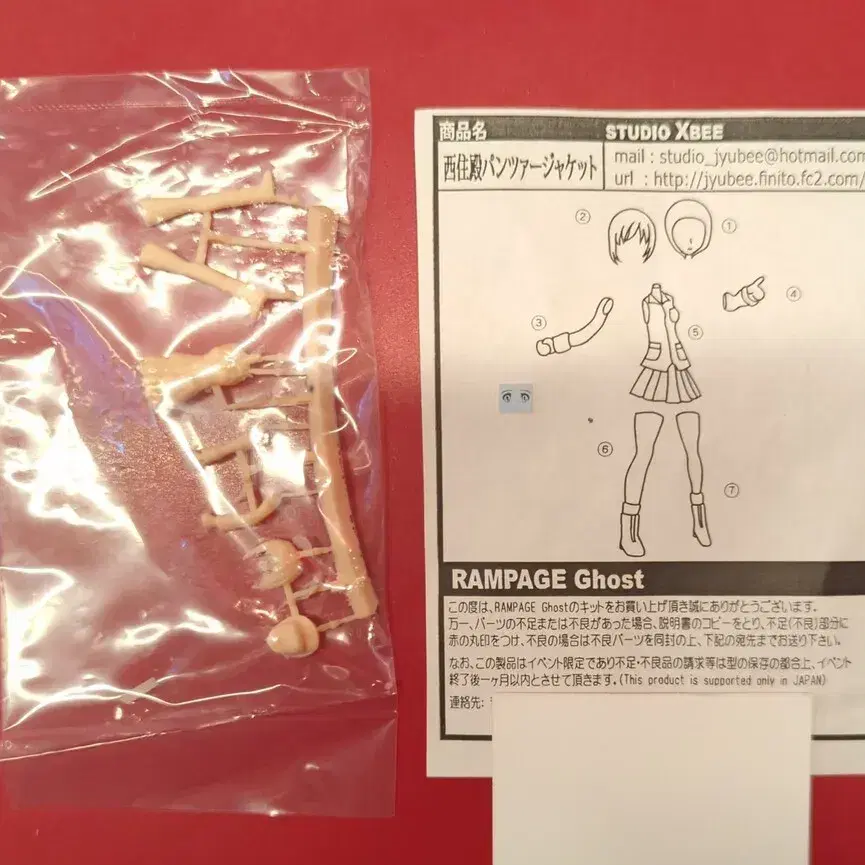 商品名
STUDIO XBEE
西住殿パンツァージャケット
mail : studio_jyubee@hotmail.com
url : http://jyubee.finito.fc2.com/
②
①
③
④
⑤
⑥
⑦
RAMPAGE Ghost
この度は、RAMPAGE Ghostのキットをお買い上げ頂き誠にありがとうございます。
万一、パーツの不足または不良があった場合、説明書のコピーをとり、不足(不良)部分に
赤の丸印をつけ、不良の場合は不良パーツを同封の上、下記の宛先までお送り下さい。
なお、この製品はイベント限定であり不足・不良品の請求等は型の保存の都合上、イベント
終了後一ヶ月以内とさせて頂きます。(This product is supported only in JAPAN)
連絡先: